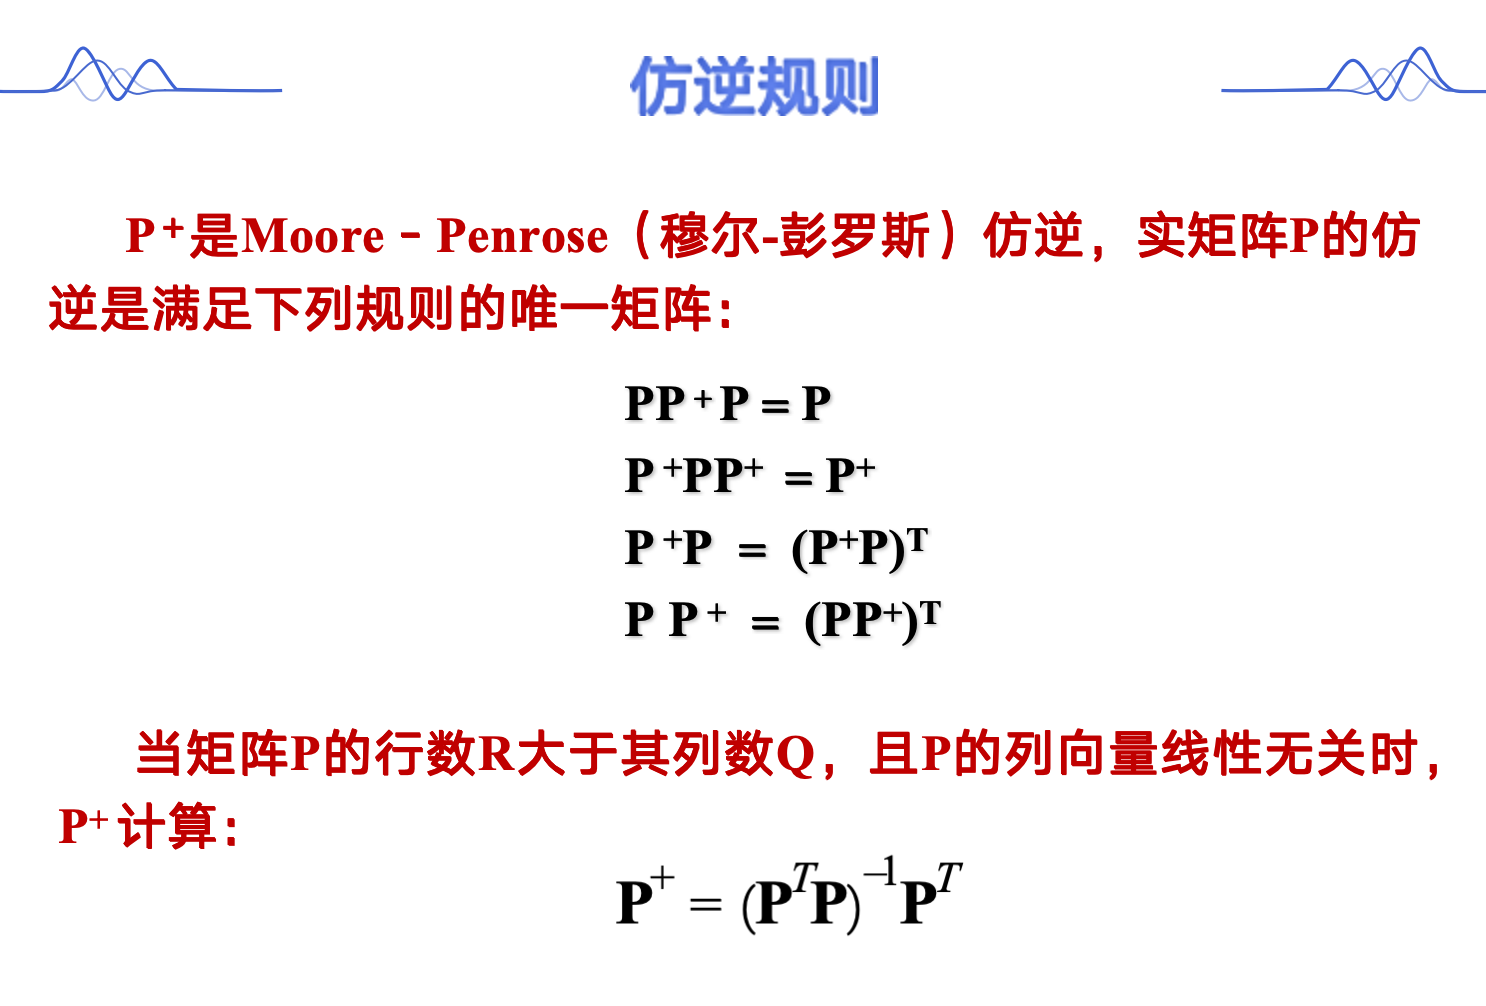 仿逆规则
P⁺是Moore－Penrose（穆尔-彭罗斯）仿逆，实矩阵P的仿
逆是满足下列规则的唯一矩阵：
PP⁺P = P
P⁺PP⁺ = P⁺
P⁺P = (P⁺P)ᵀ
P P⁺ = (PP⁺)ᵀ
当矩阵P的行数R大于其列数Q，且P的列向量线性无关时，
P⁺计算：
P⁺ = (PᵀP)⁻¹Pᵀ